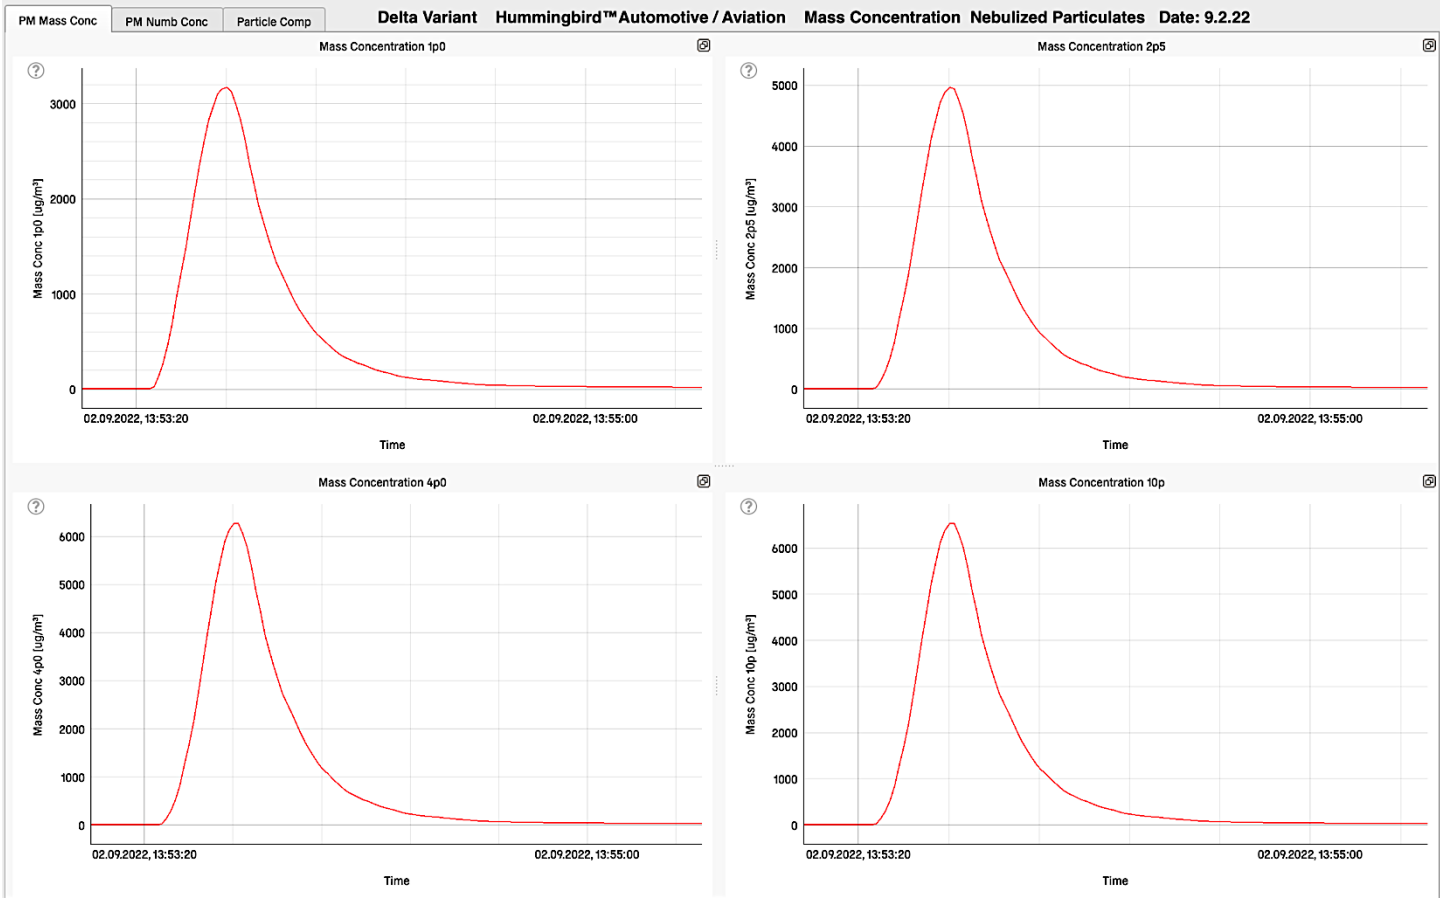 PM Mass Conc PM Numb Conc Particle Comp Delta Variant Hummingbird™Automotive / Aviation Mass Concentration Nebulized Particulates Date: 9.2.22
Mass Concentration 1p0
?
3000
2000
1000
0
Mass Conc 1p0 [ug/m³]
02.09.2022, 13:53:20 02.09.2022, 13:55:00
Time
Mass Concentration 2p5
?
5000
4000
3000
2000
1000
0
Mass Conc 2p5 [ug/m³]
02.09.2022, 13:53:20 02.09.2022, 13:55:00
Time
Mass Concentration 4p0
?
6000
5000
4000
3000
2000
1000
0
Mass Conc 4p0 [ug/m³]
02.09.2022, 13:53:20 02.09.2022, 13:55:00
Time
Mass Concentration 10p
?
6000
5000
4000
3000
2000
1000
0
Mass Conc 10p [ug/m³]
02.09.2022, 13:53:20 02.09.2022, 13:55:00
Time